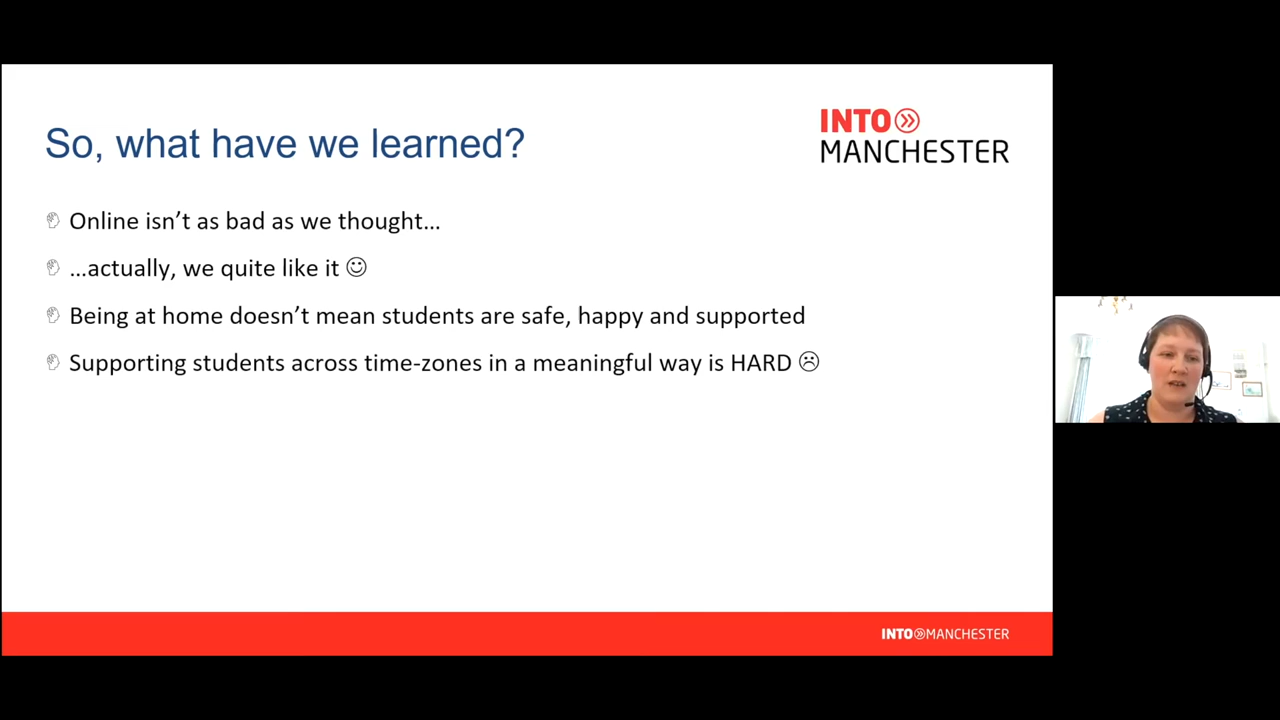 So, what have we learned?
INTO
MANCHESTER
Online isn’t as bad as we thought…
…actually, we quite like it ☺
Being at home doesn’t mean students are safe, happy and supported
Supporting students across time-zones in a meaningful way is HARD ☹
INTO MANCHESTER